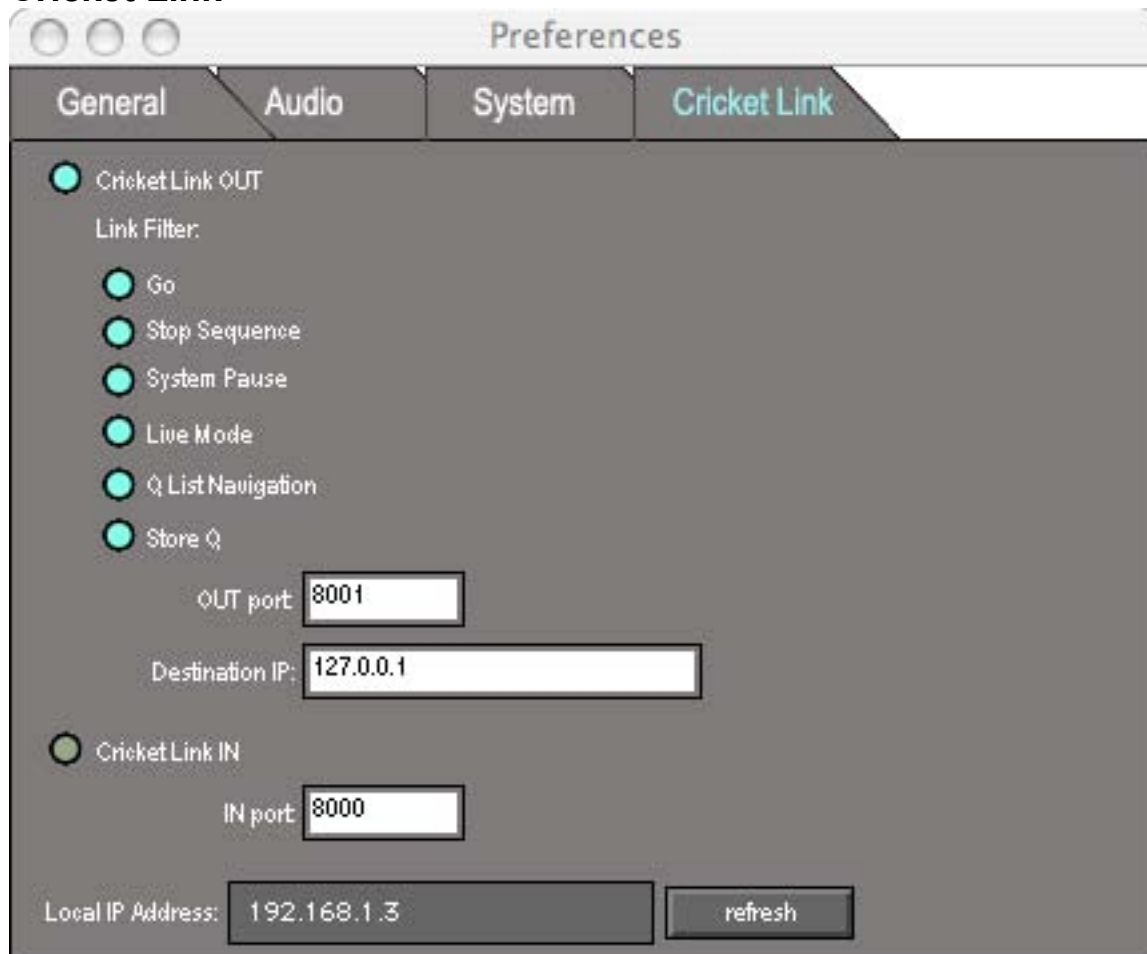 Cricket Link
Preferences
General Audio System Cricket Link
Cricket Link OUT
Link Filter:
Go
Stop Sequence
System Pause
Live Mode
Q List Navigation
Store Q
OUT port: 8001
Destination IP: 127.0.0.1
Cricket Link IN
IN port: 8000
Local IP Address: 192.168.1.3 refresh